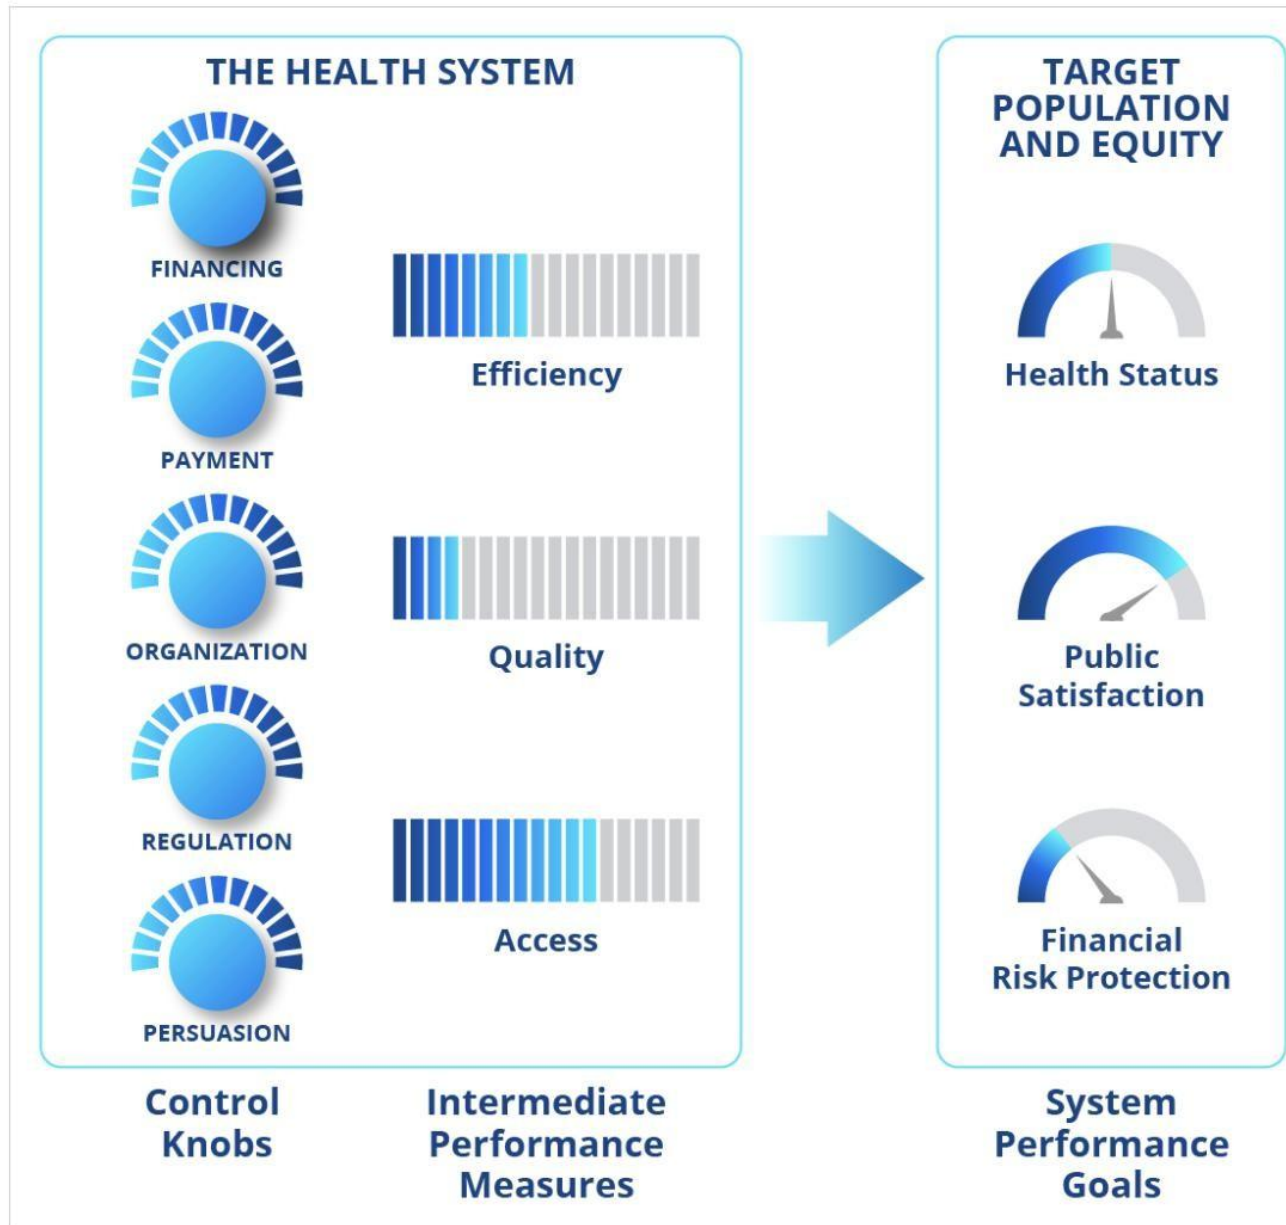 THE HEALTH SYSTEM
FINANCING
PAYMENT
ORGANIZATION
REGULATION
PERSUASION
Efficiency
Quality
Access
TARGET
POPULATION
AND EQUITY
Health Status
Public
Satisfaction
Financial
Risk Protection
Control
Knobs
Intermediate
Performance
Measures
System
Performance
Goals